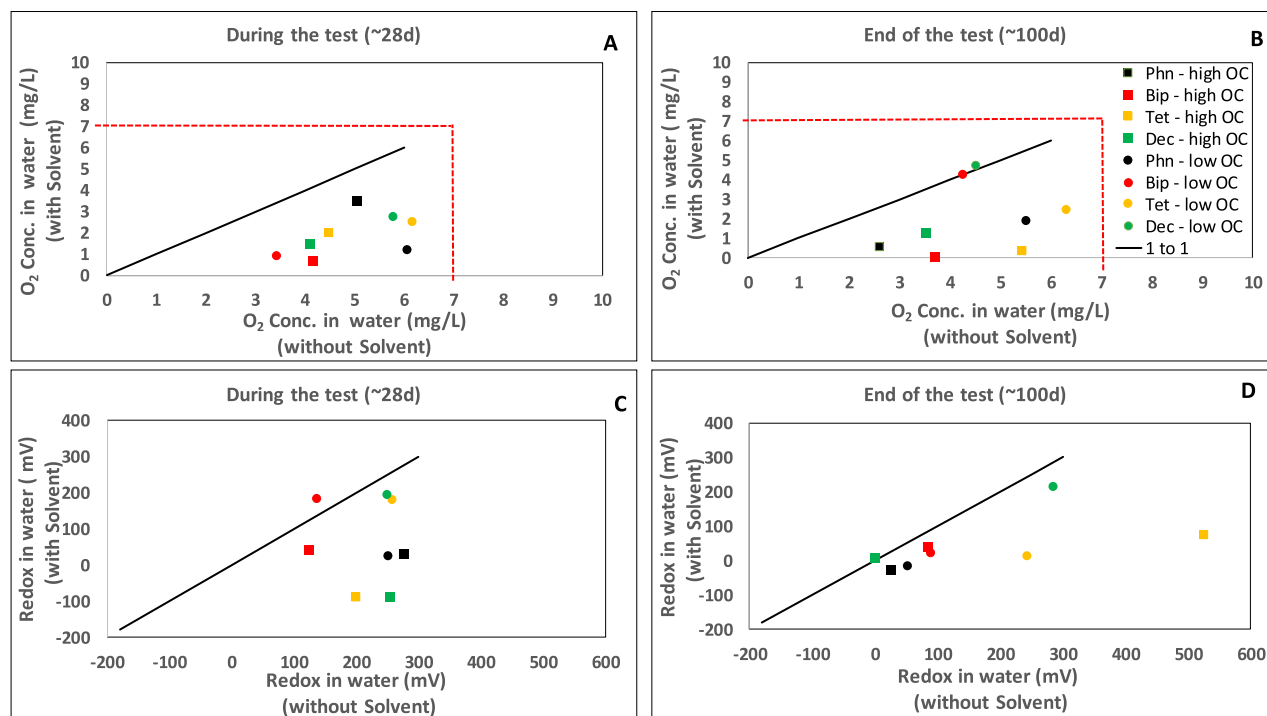 During the test (~28d)
A
O₂ Conc. in water (mg/L)
(with Solvent)
10
9
8
7
6
5
4
3
2
1
0
0 1 2 3 4 5 6 7 8 9 10
O₂ Conc. in water (mg/L)
(without Solvent)
End of the test (~100d)
B
O₂ Conc. in water (mg/L)
(with Solvent)
10
9
8
7
6
5
4
3
2
1
0
0 1 2 3 4 5 6 7 8 9 10
O₂ Conc. in water (mg/L)
(without Solvent)
Phn - high OC
Bip - high OC
Tet - high OC
Dec - high OC
Phn - low OC
Bip - low OC
Tet - low OC
Dec - low OC
1 to 1
During the test (~28d)
C
Redox in water ( mV)
(with Solvent)
400
300
200
100
0
-100
-200
-200 -100 0 100 200 300 400 500 600
Redox in water (mV)
(without Solvent)
End of the test (~100d)
D
Redox in water (mV)
(with Solvent)
400
300
200
100
0
-100
-200
-200 -100 0 100 200 300 400 500 600
Redox in water (mV)
(without Solvent)